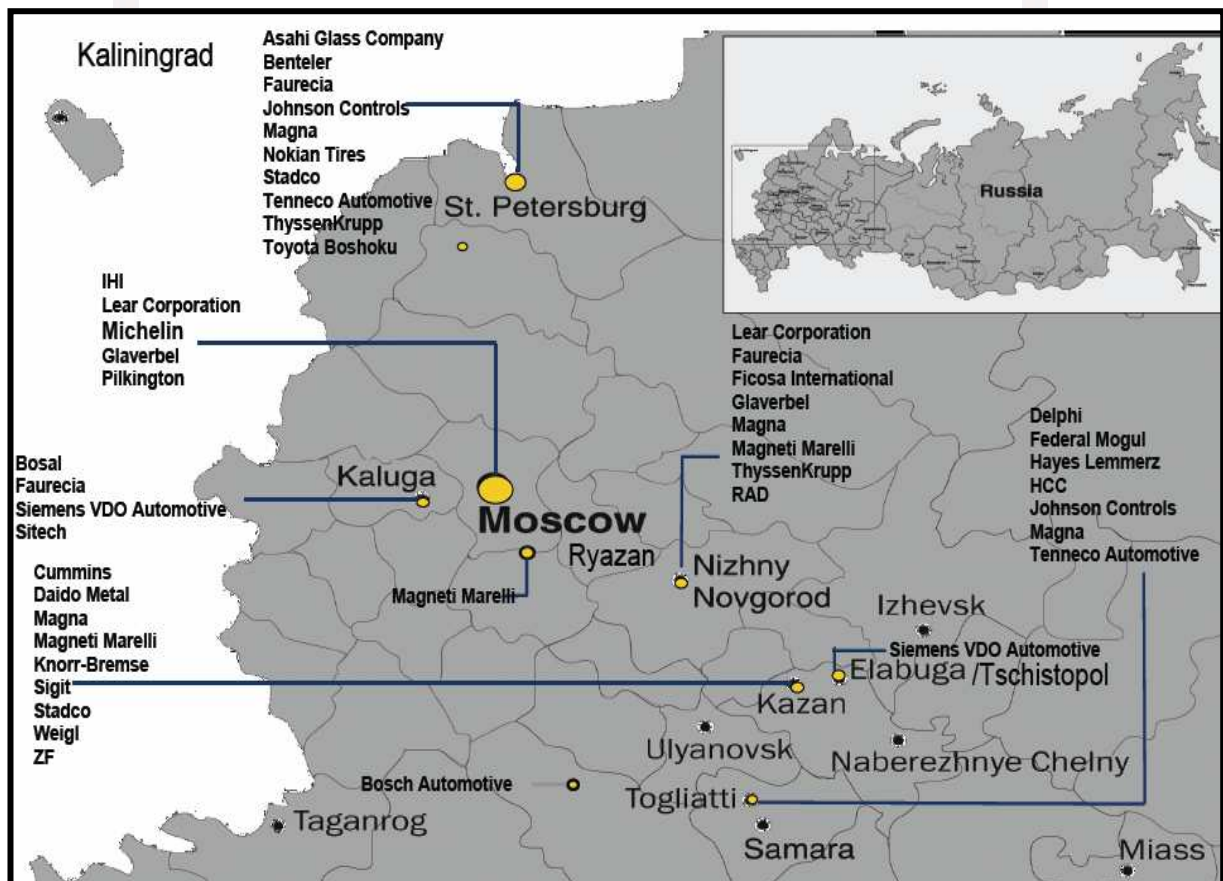 Kaliningrad
Asahi Glass Company
Benteler
Faurecia
Johnson Controls
Magna
Nokian Tires
Stadco
Tenneco Automotive
ThyssenKrupp
Toyota Boshoku
St. Petersburg
Russia
IHI
Lear Corporation
Michelin
Glaverbel
Pilkington
Lear Corporation
Faurecia
Ficosa International
Glaverbel
Magna
Magneti Marelli
ThyssenKrupp
RAD
Delphi
Federal Mogul
Hayes Lemmerz
HCC
Johnson Controls
Magna
Tenneco Automotive
Bosal
Faurecia
Siemens VDO Automotive
Sitech
Kaluga
Moscow
Ryazan
Magneti Marelli
Nizhny
Novgorod
Izhevsk
Cummins
Daido Metal
Magna
Magneti Marelli
Knorr-Bremse
Sigit
Stadco
Weigl
ZF
Siemens VDO Automotive
Elabuga /Tschistopol
Kazan
Ulyanovsk
Naberezhnye Chelny
Bosch Automotive
Togliatti
Taganrog
Samara
Miass